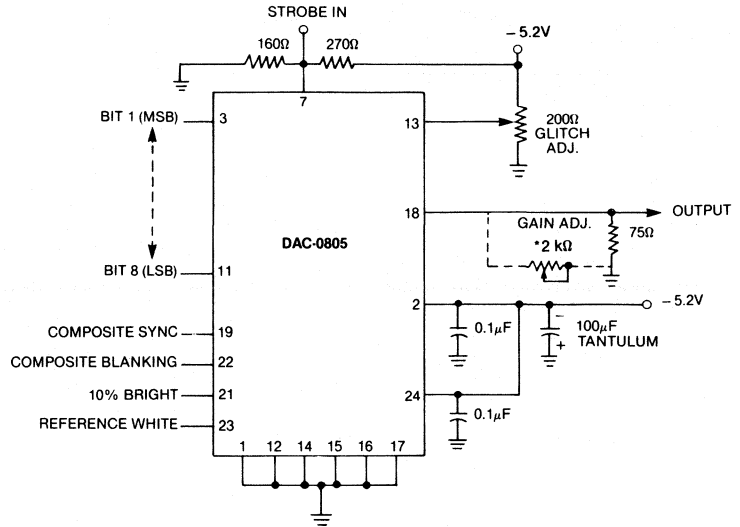 STROBE IN
160Ω
270Ω
– 5.2V
7
BIT 1 (MSB)
3
13
200Ω
GLITCH
ADJ.
18
OUTPUT
GAIN ADJ.
*2 kΩ
75Ω
DAC-0805
BIT 8 (LSB)
11
2
– 5.2V
COMPOSITE SYNC
19
0.1μF
–
+
100μF
TANTULUM
COMPOSITE BLANKING
22
10% BRIGHT
21
24
0.1μF
REFERENCE WHITE
23
1 12 14 15 16 17